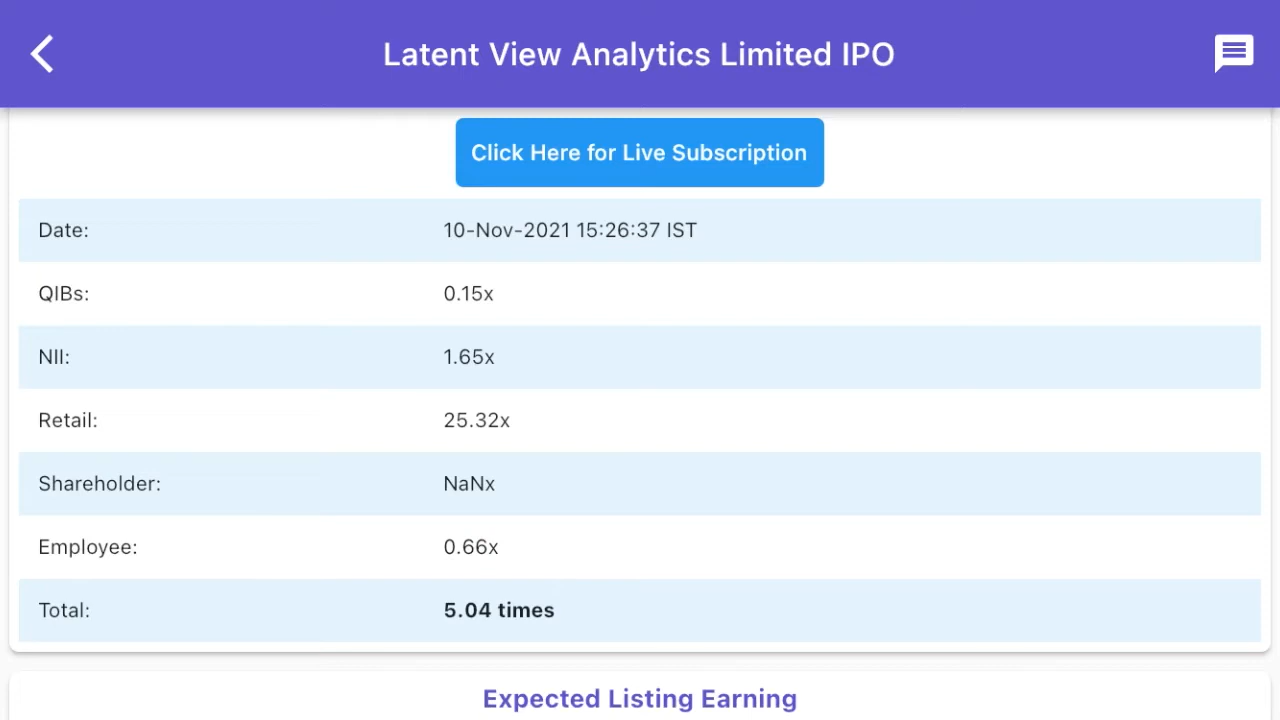 Latent View Analytics Limited IPO
Click Here for Live Subscription
Date: 10-Nov-2021 15:26:37 IST
QIBs: 0.15x
NII: 1.65x
Retail: 25.32x
Shareholder: NaNx
Employee: 0.66x
Total: 5.04 times
Expected Listing Earning